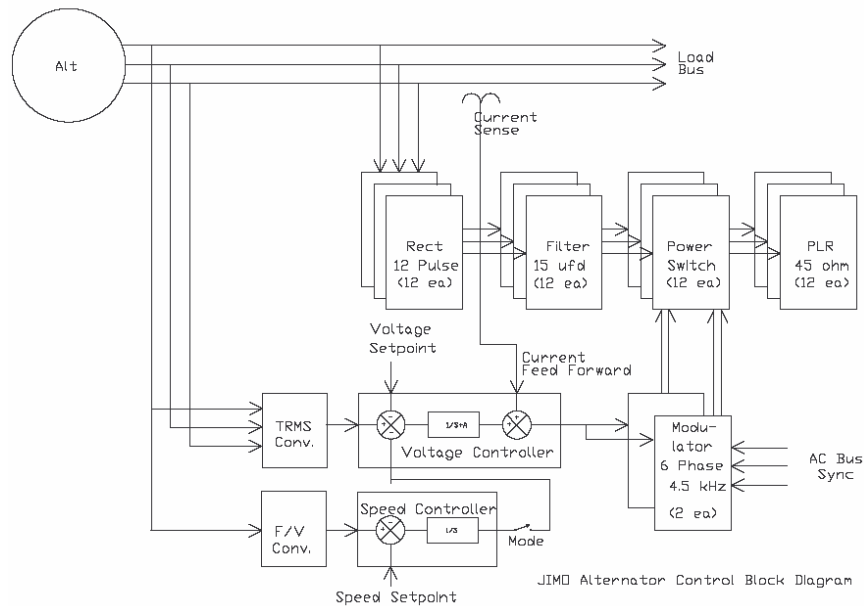 Alt
Load
Bus
Current
Sense
Rect
12 Pulse
(12 ea)
Filter
15 ufd
(12 ea)
Power
Switch
(12 ea)
PLR
45 ohm
(12 ea)
Voltage
Setpoint
Current
Feed Forward
TRMS
Conv.
+
-
-
1/S+A
+
+
Voltage Controller
Modu-
lator
6 Phase
4.5 kHz
(2 ea)
AC Bus
Sync
F/V
Conv.
Speed Controller
+
-
1/S
Mode
Speed Setpoint
JIMO Alternator Control Block Diagram